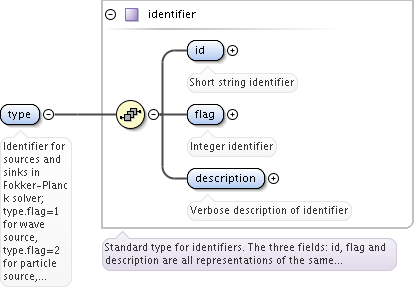 identifier
id
Short string identifier
flag
Integer identifier
description
Verbose description of identifier
type
Identifier for
sources and
sinks in
Fokker-Planc
k solver;
type.flag=1
for wave
source,
type.flag=2
for particle
source,...
Standard type for identifiers. The three fields: id, flag and
description are all representations of the same...